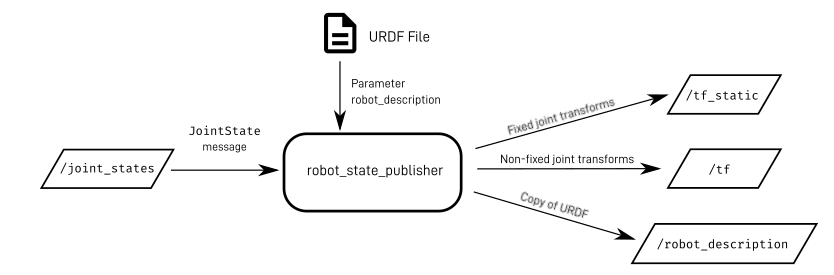 URDF File
Parameter
robot_description
/joint_states
JointState
message
robot_state_publisher
Fixed joint transforms
/tf_static
Non-fixed joint transforms
/tf
Copy of URDF
/robot_description